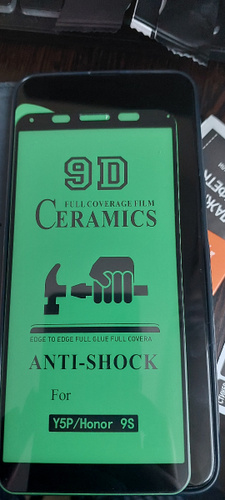 9D
FULL COVERAGE FILM
CERAMICS
EDGE TO EDGE FULL GLUE FULL COVERA
ANTI-SHOCK
For
Y5P/Honor 9S